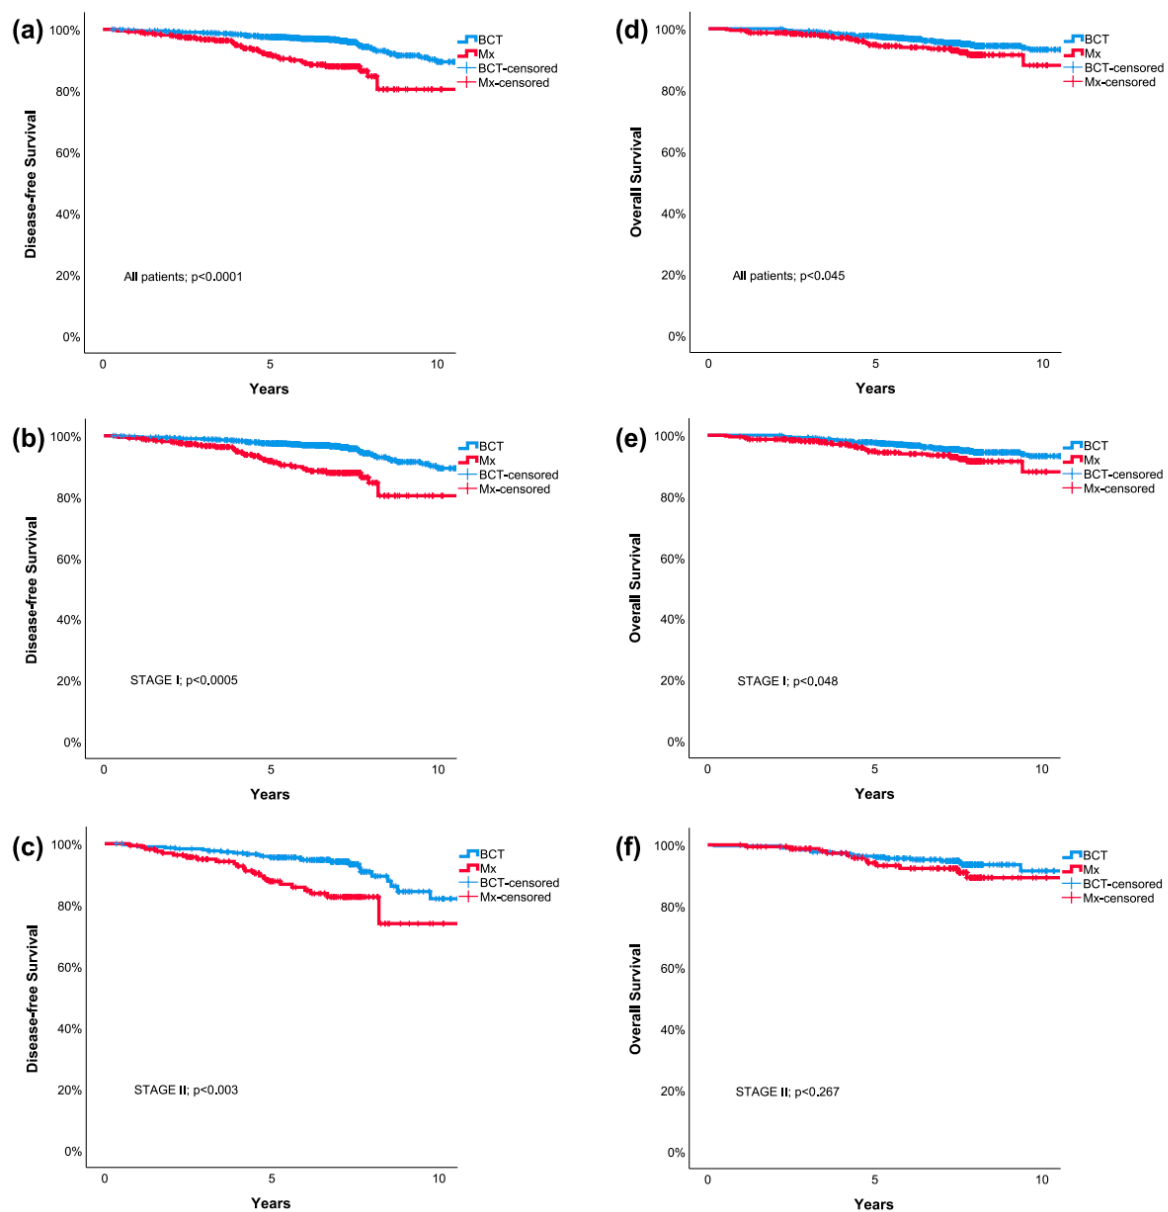 (a)
100%
80%
60%
40%
20%
0%
Disease-free Survival
All patients; p<0.0001
0
5
10
Years
BCT
Mx
BCT-censored
Mx-censored
(d)
100%
80%
60%
40%
20%
0%
Overall Survival
All patients; p<0.045
0
5
10
Years
BCT
Mx
BCT-censored
Mx-censored
(b)
100%
80%
60%
40%
20%
0%
Disease-free Survival
STAGE I; p<0.0005
0
5
10
Years
BCT
Mx
BCT-censored
Mx-censored
(e)
100%
80%
60%
40%
20%
0%
Overall Survival
STAGE I; p<0.048
0
5
10
Years
BCT
Mx
BCT-censored
Mx-censored
(c)
100%
80%
60%
40%
20%
0%
Disease-free Survival
STAGE II; p<0.003
0
5
10
Years
BCT
Mx
BCT-censored
Mx-censored
(f)
100%
80%
60%
40%
20%
0%
Overall Survival
STAGE II; p<0.267
0
5
10
Years
BCT
Mx
BCT-censored
Mx-censored